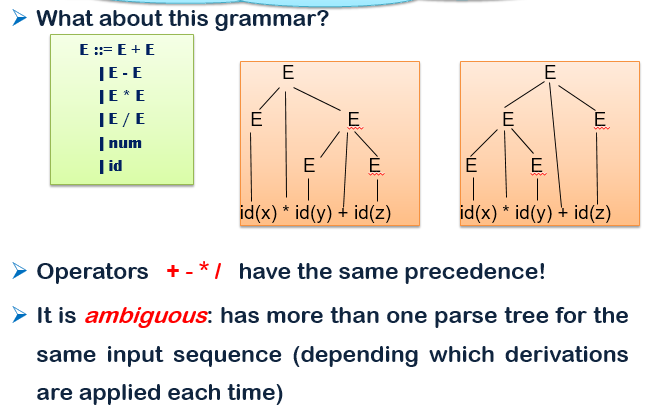 ➢ What about this grammar?
E ::= E + E
| E - E
| E * E
| E / E
| num
| id
E
E E
E E
id(x) * id(y) + id(z)
E
E E
E E
id(x) * id(y) + id(z)
➢ Operators + - * / have the same precedence!
➢ It is ambiguous: has more than one parse tree for the
same input sequence (depending which derivations
are applied each time)